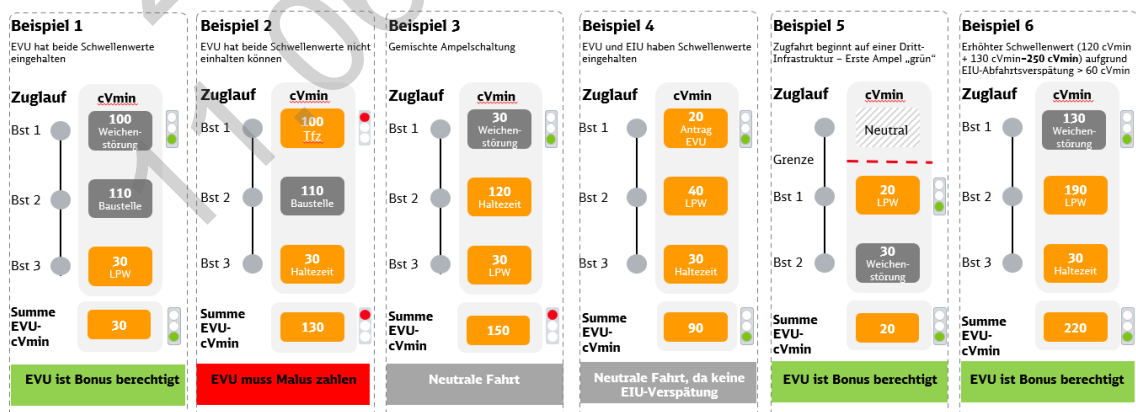 Beispiel 1
EVU hat beide Schwellenwerte
eingehalten
Zuglauf
cVmin
Bst 1
100
Weichen-
störung
Bst 2
110
Baustelle
Bst 3
30
LPW
Summe
EVU-
cVmin
30
EVU ist Bonus berechtigt
Beispiel 2
EVU hat beide Schwellenwerte nicht
einhalten können
Zuglauf
cVmin
Bst 1
100
Tfz
Bst 2
110
Baustelle
Bst 3
30
Haltezeit
Summe
EVU-
cVmin
130
EVU muss Malus zahlen
Beispiel 3
Gemischte Ampelschaltung
Zuglauf
cVmin
Bst 1
30
Weichen-
störung
Bst 2
120
Haltezeit
Bst 3
30
LPW
Summe
EVU-
cVmin
150
Neutrale Fahrt
Beispiel 4
EVU und EIU haben Schwellenwerte
eingehalten
Zuglauf
cVmin
Bst 1
20
Antrag
EVU
Bst 2
40
LPW
Bst 3
30
Haltezeit
Summe
EVU-
cVmin
90
Neutrale Fahrt, da keine
EIU-Verspätung
Beispiel 5
Zugfahrt beginnt auf einer Dritt-
Infrastruktur – Erste Ampel „grün“
Zuglauf
cVmin
Neutral
Grenze
Bst 1
20
LPW
Bst 2
30
Weichen-
störung
Summe
EVU-
cVmin
20
EVU ist Bonus berechtigt
Beispiel 6
Erhöhter Schwellenwert (120 cVmin
+ 130 cVmin=250 cVmin) aufgrund
EIU-Abfahrtsverspätung > 60 cVmin
Zuglauf
cVmin
Bst 1
130
Weichen-
störung
Bst 2
190
LPW
Bst 3
30
Haltezeit
Summe
EVU-
cVmin
220
EVU ist Bonus berechtigt